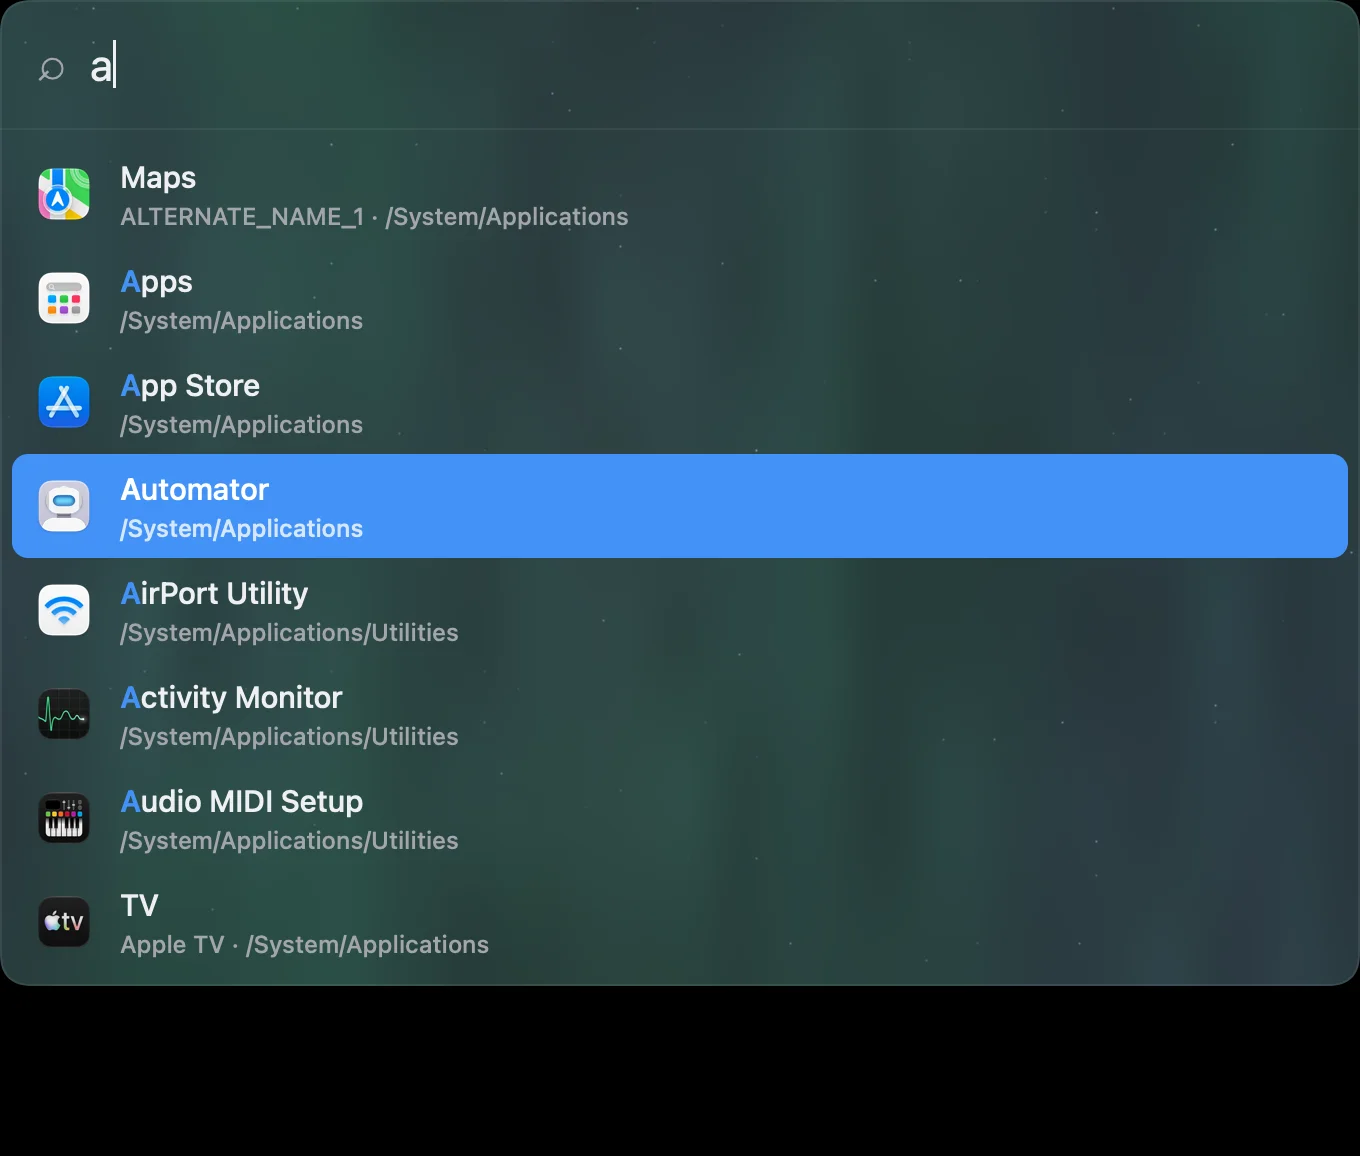 a
Maps
ALTERNATE_NAME_1 · /System/Applications
Apps
/System/Applications
App Store
/System/Applications
Automator
/System/Applications
AirPort Utility
/System/Applications/Utilities
Activity Monitor
/System/Applications/Utilities
Audio MIDI Setup
/System/Applications/Utilities
tv
TV
Apple TV · /System/Applications